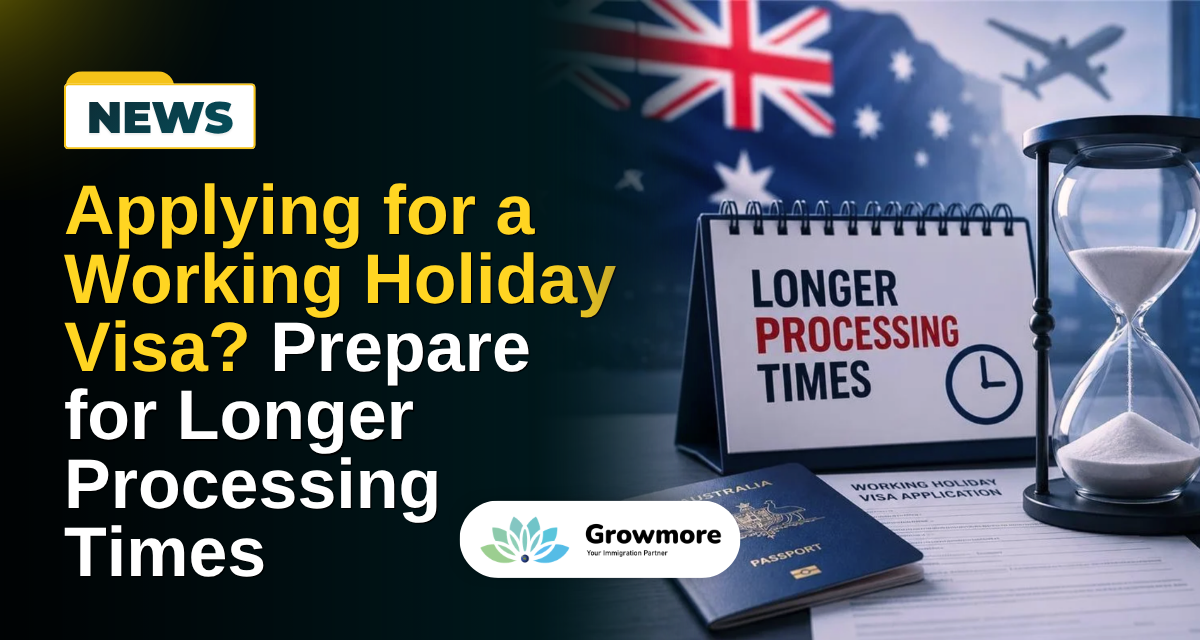 NEWS
Applying for a
Working Holiday
Visa? Prepare
for Longer
Processing
Times
LONGER
PROCESSING
TIMES
AUSTRALIA
PASSPORT
WORKING HOLIDAY
VISA APPLICATION
Growmore
Your Immigration Partner